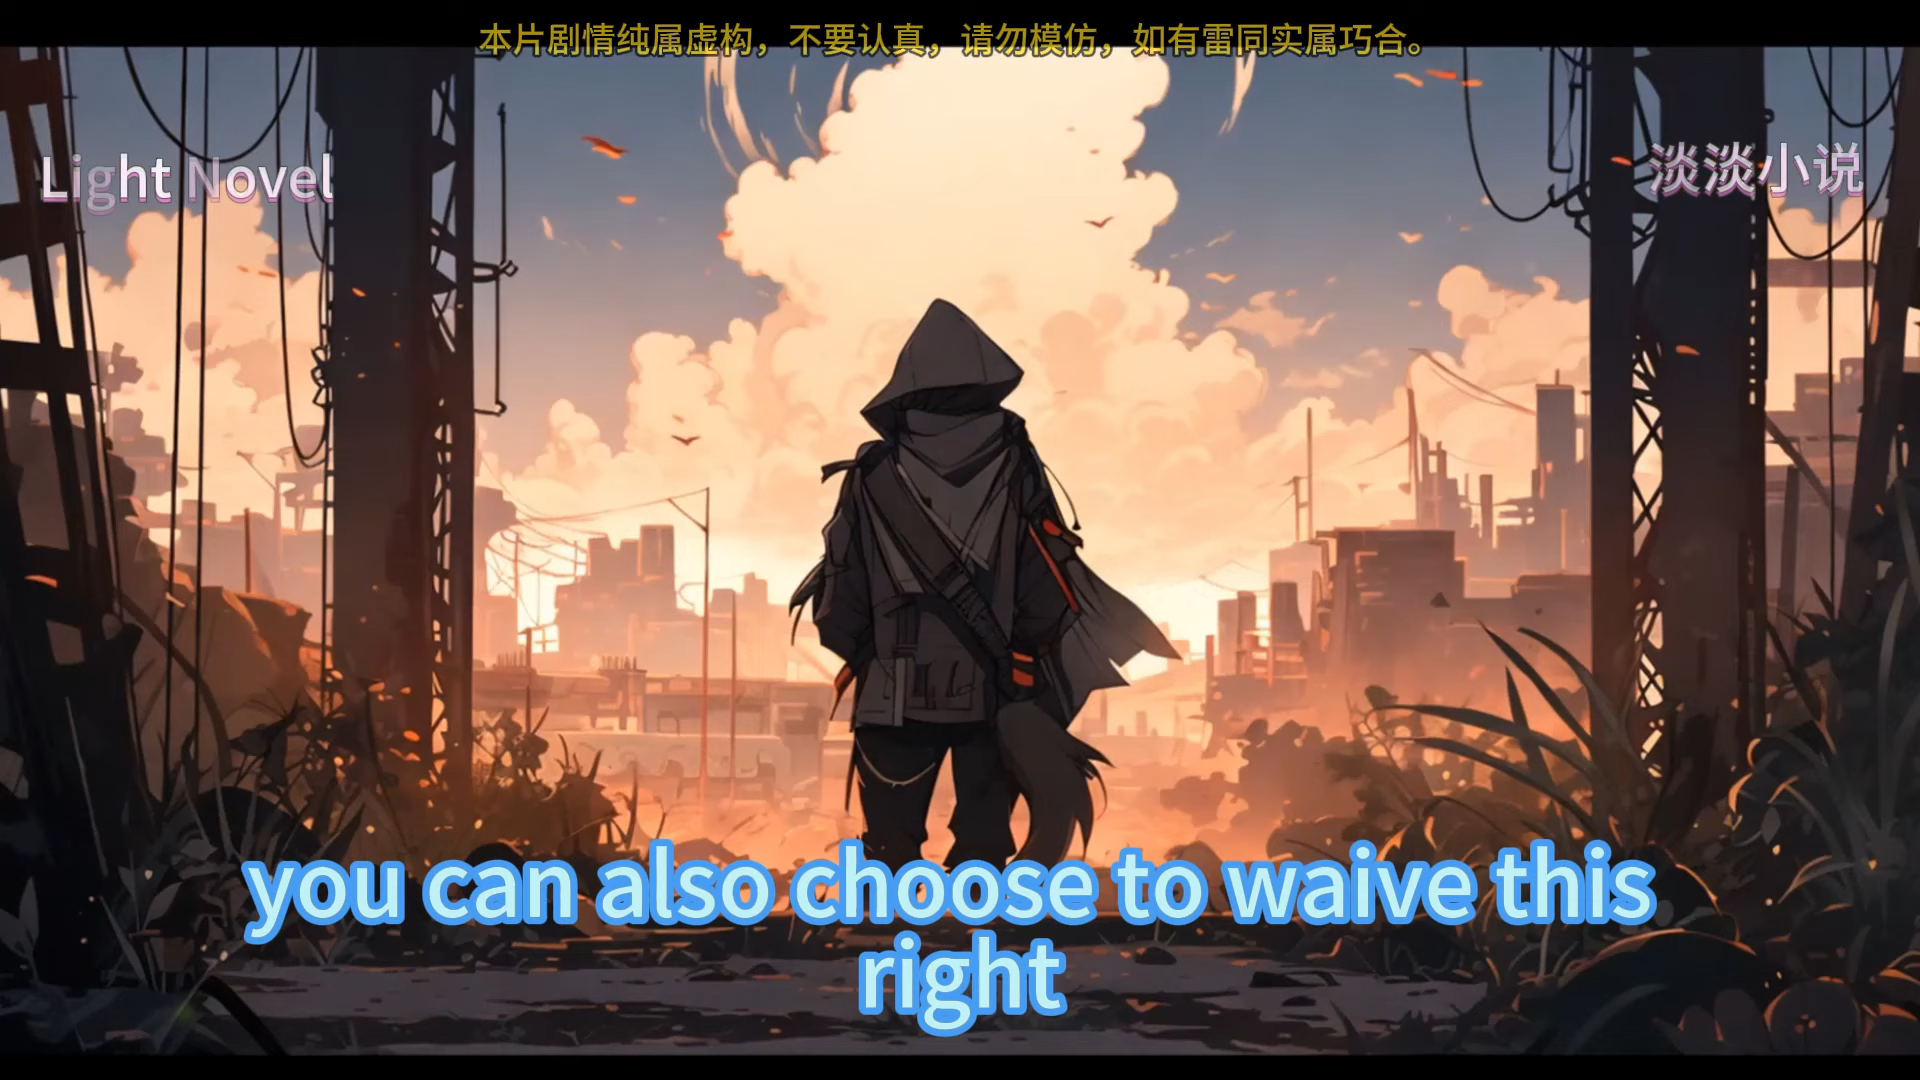 本片剧情纯属虚构，不要认真，请勿模仿，如有雷同实属巧合。
Light Novel
淡淡小说
you can also choose to waive this
right